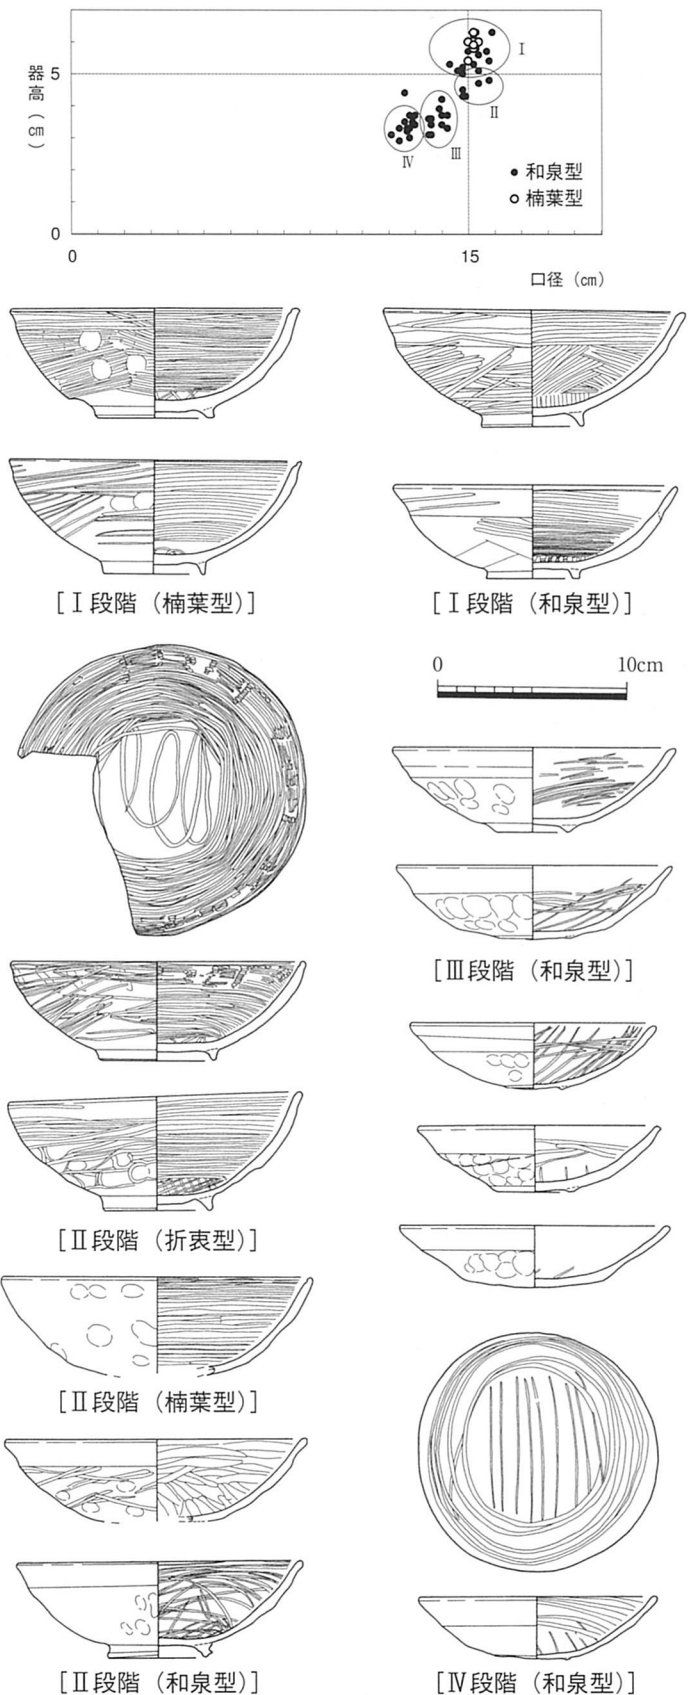 器高(cm)
5
0
0
15
口径(cm)
Ⅰ
Ⅱ
Ⅲ
Ⅳ
和泉型
楠葉型
[Ⅰ段階(楠葉型)]
[Ⅰ段階(和泉型)]
0
10cm
[Ⅲ段階(和泉型)]
[Ⅱ段階(折衷型)]
[Ⅱ段階(楠葉型)]
[Ⅱ段階(和泉型)]
[Ⅳ段階(和泉型)]